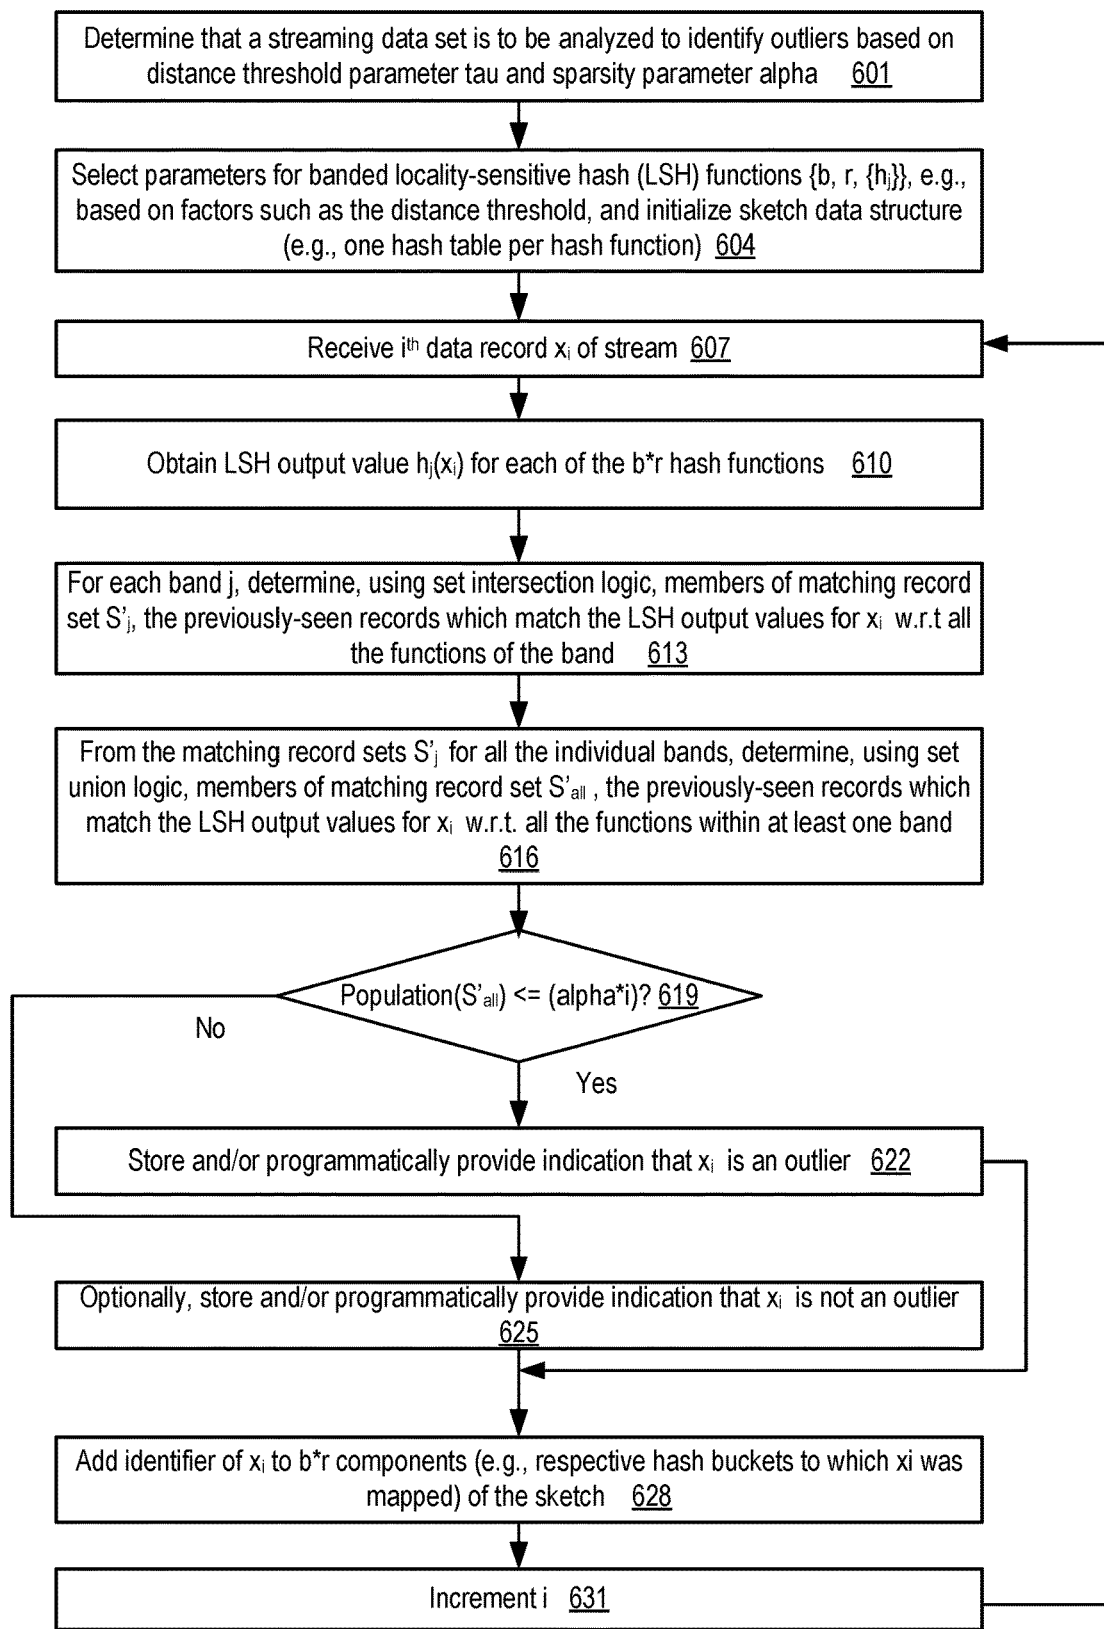 Determine that a streaming data set is to be analyzed to identify outliers based on
distance threshold parameter tau and sparsity parameter alpha 601
Select parameters for banded locality-sensitive hash (LSH) functions {b, r, {hj}}, e.g.,
based on factors such as the distance threshold, and initialize sketch data structure
(e.g., one hash table per hash function) 604
Receive ith data record xi of stream 607
Obtain LSH output value hj(xi) for each of the b*r hash functions 610
For each band j, determine, using set intersection logic, members of matching record
set S'j, the previously-seen records which match the LSH output values for xi w.r.t all
the functions of the band 613
From the matching record sets S'j for all the individual bands, determine, using set
union logic, members of matching record set S'all , the previously-seen records which
match the LSH output values for xi w.r.t. all the functions within at least one band
616
Population(S'all) <= (alpha*i)? 619
No
Yes
Store and/or programmatically provide indication that xi is an outlier 622
Optionally, store and/or programmatically provide indication that xi is not an outlier
625
Add identifier of xi to b*r components (e.g., respective hash buckets to which xi was
mapped) of the sketch 628
Increment i 631